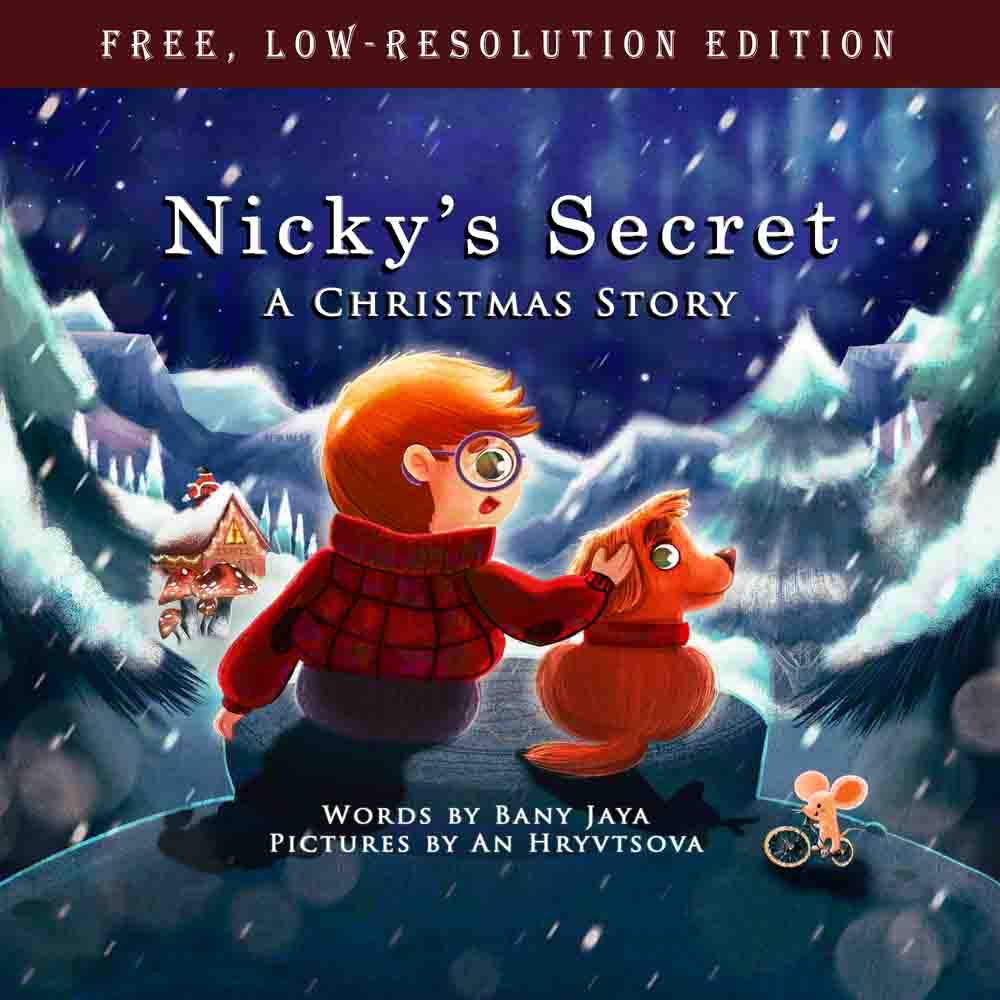 FREE, LOW-RESOLUTION EDITION
Nicky's Secret
A CHRISTMAS STORY
WORDS BY BANY JAYA
PICTURES BY AN HRYVTSOVA